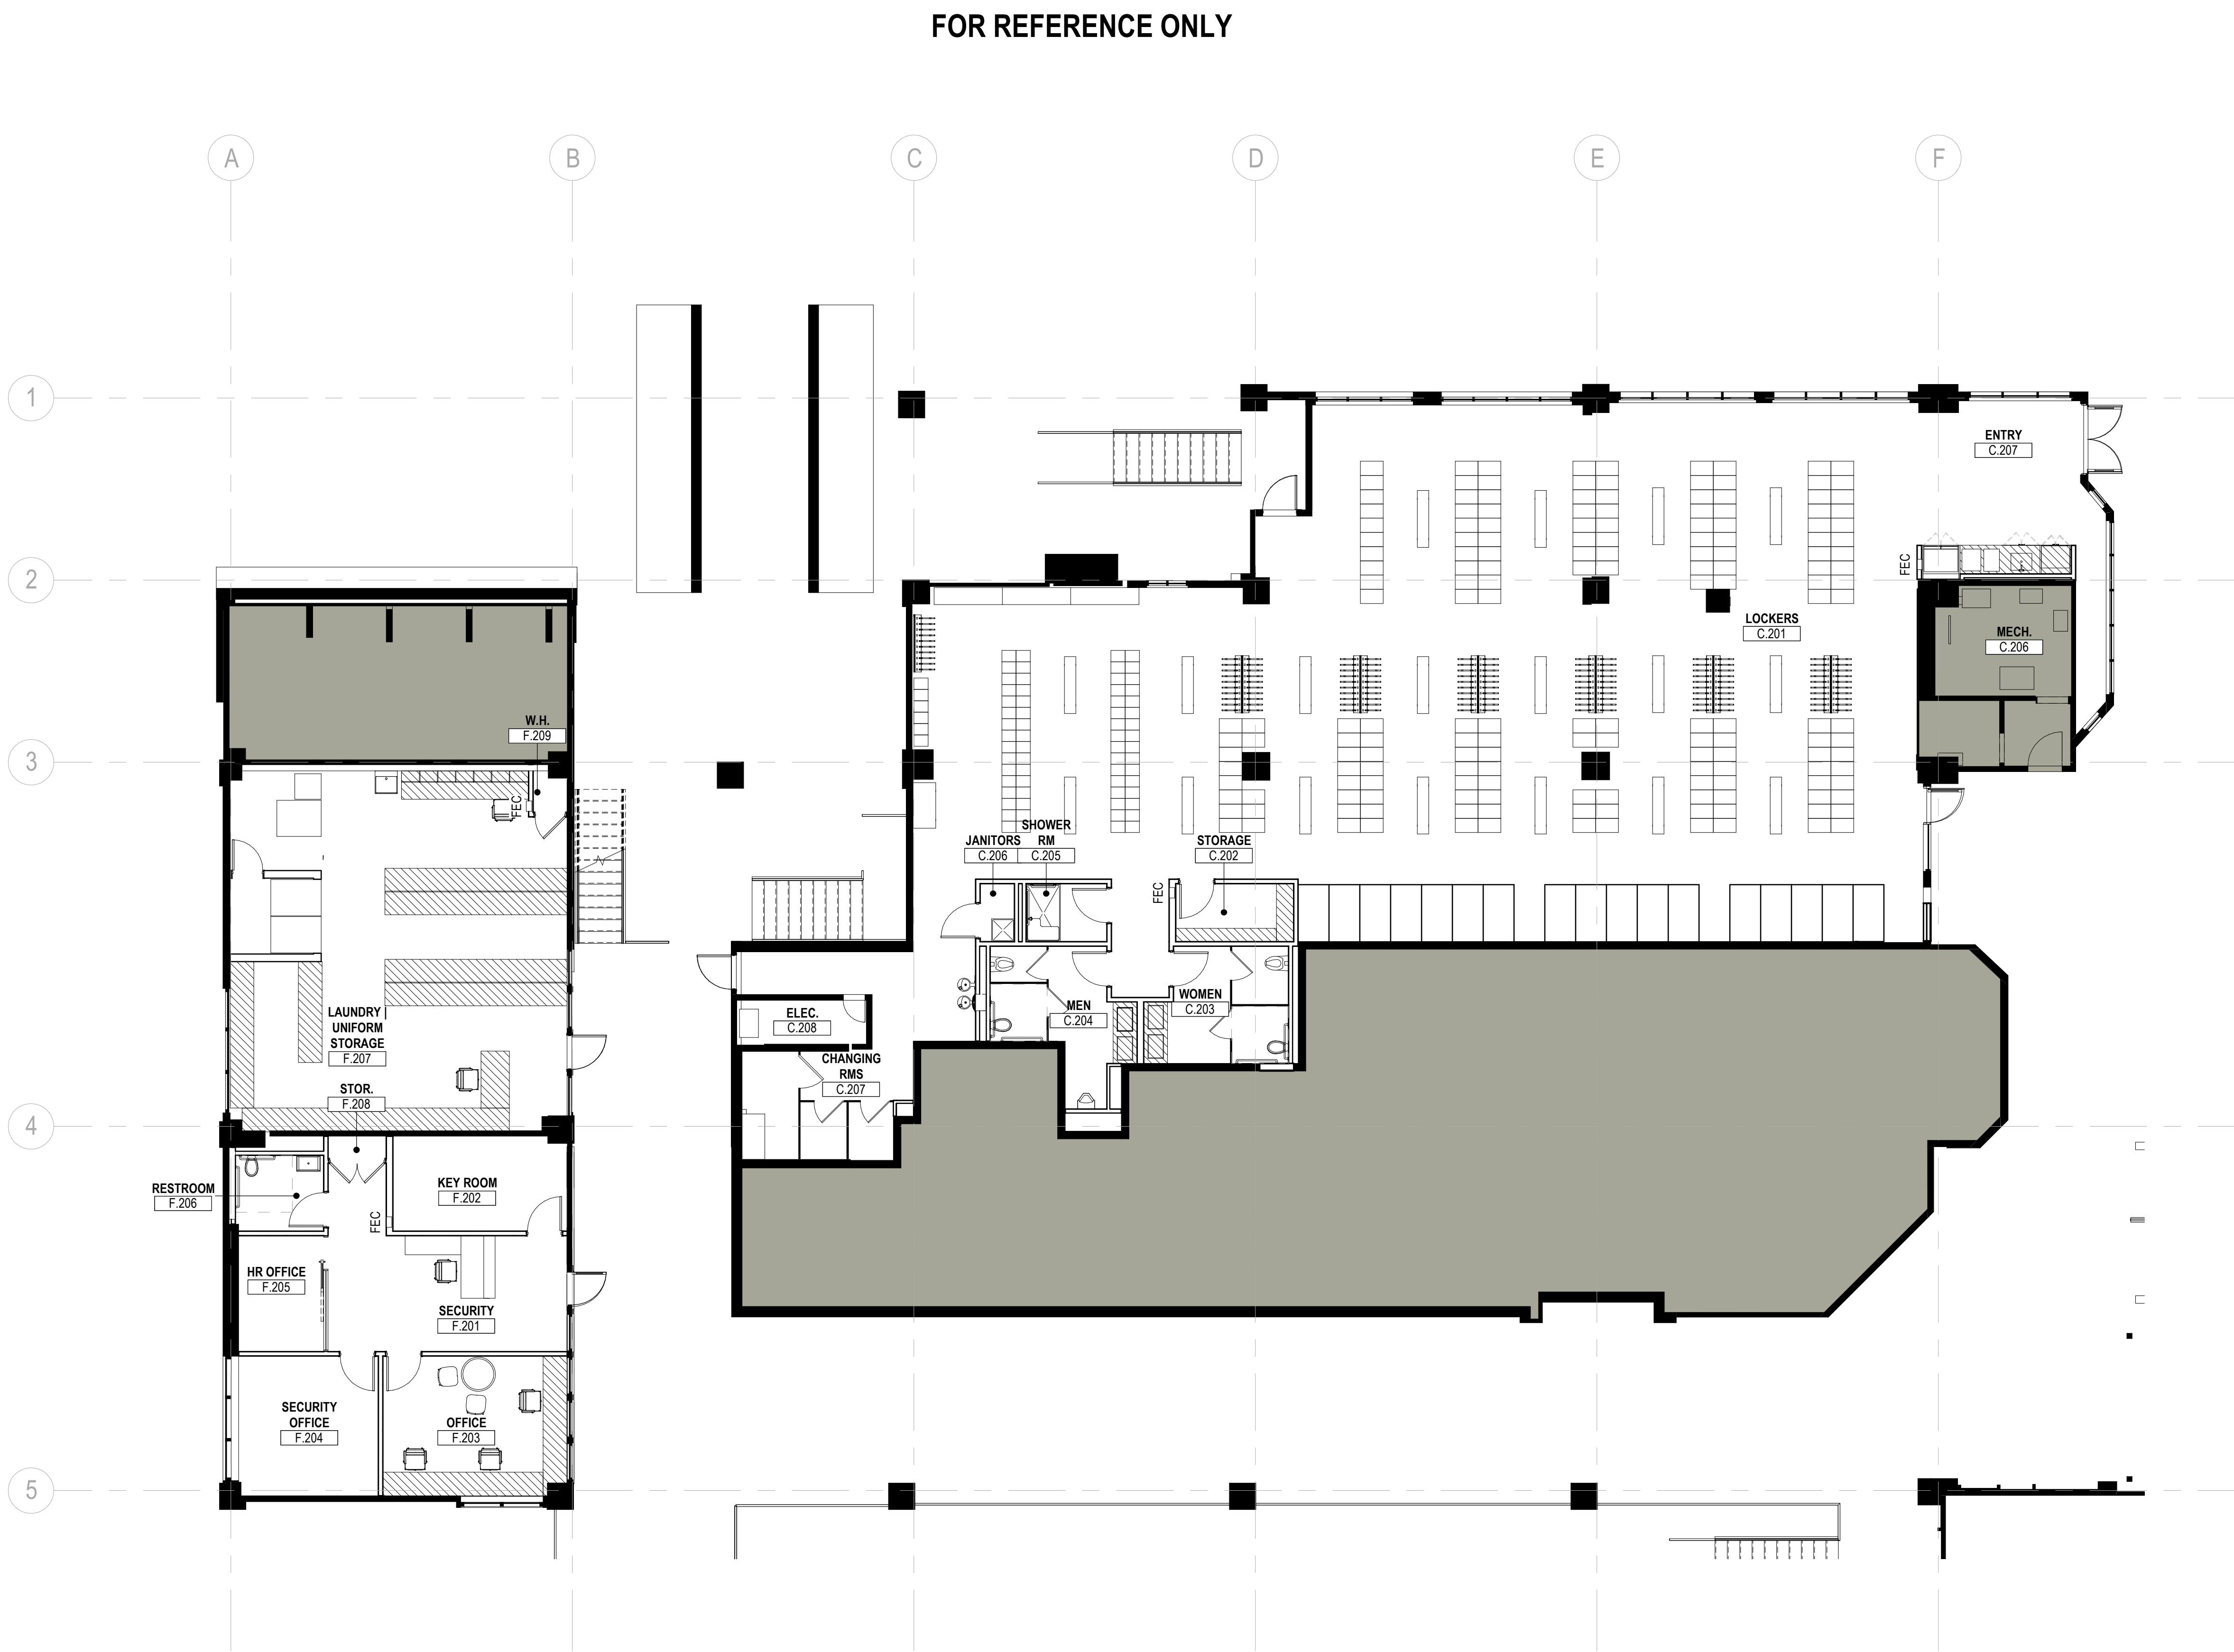 FOR REFERENCE ONLY
A
B
C
D
E
F
1
ENTRY
C.207
FEC
2
LOCKERS
C.201
MECH.
C.206
W.H.
F.209
3
FEC
JANITORS
C.206
SHOWER
RM
C.205
STORAGE
C.202
FEC
LAUNDRY
UNIFORM
STORAGE
F.207
ELEC.
C.208
MEN
C.204
WOMEN
C.203
CHANGING
RMS
C.207
STOR.
F.208
4
RESTROOM
F.206
KEY ROOM
F.202
FEC
HR OFFICE
F.205
SECURITY
F.201
SECURITY
OFFICE
F.204
OFFICE
F.203
5